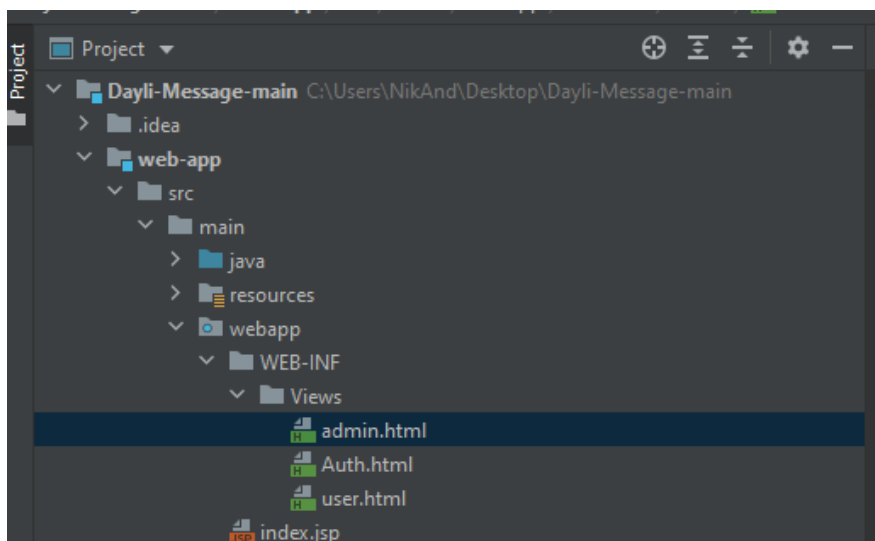 Project
Project
Dayli-Message-main C:\Users\NikAnd\Desktop\Dayli-Message-main
.idea
web-app
src
main
java
resources
webapp
WEB-INF
Views
H admin.html
H Auth.html
H user.html
JSP index.jsp